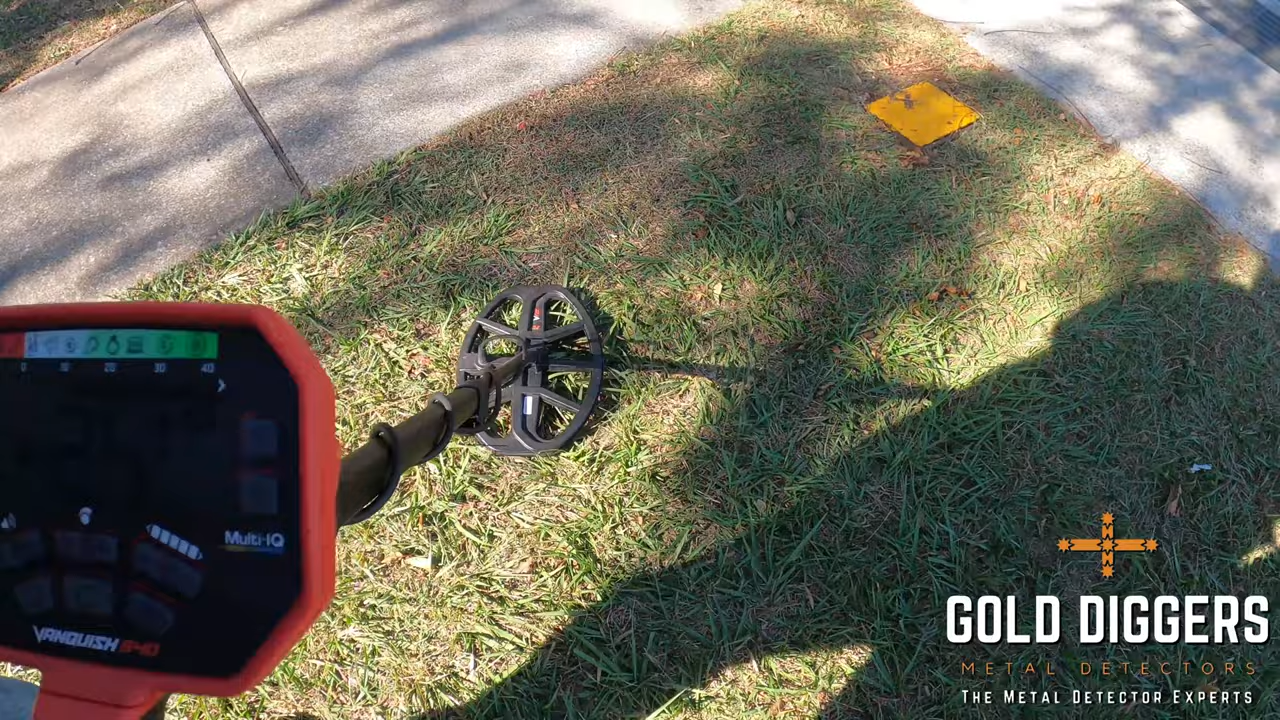 0 10 20 30 40
Multi-IQ
VANQUISH 540
GOLD DIGGERS
METAL DETECTORS
THE METAL DETECTOR EXPERTS